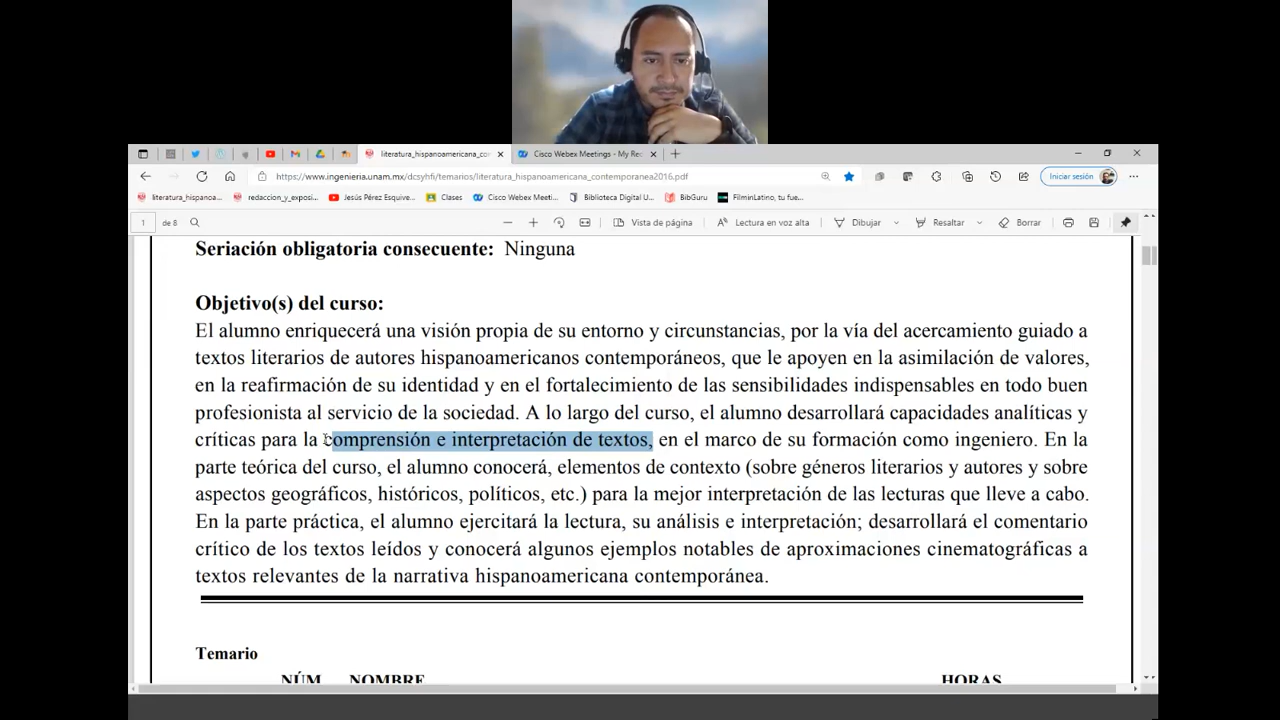 literatura_hispanoamericana_co
Cisco Webex Meetings - My Rec
https://www.ingenieria.unam.mx/dcsyhfi/temarios/literatura_hispanoamericana_contemporanea2016.pdf
Iniciar sesión
literatura_hispanoa...
redaccion_y_exposi...
Jesús Pérez Esquive...
Clases
Cisco Webex Meeti...
Biblioteca Digital U...
BibGuru
FilminLatino, tu fue...
1 de 8
Vista de página
Lectura en voz alta
Dibujar
Resaltar
Borrar
Seriación obligatoria consecuente: Ninguna
Objetivo(s) del curso:
El alumno enriquecerá una visión propia de su entorno y circunstancias, por la vía del acercamiento guiado a
textos literarios de autores hispanoamericanos contemporáneos, que le apoyen en la asimilación de valores,
en la reafirmación de su identidad y en el fortalecimiento de las sensibilidades indispensables en todo buen
profesionista al servicio de la sociedad. A lo largo del curso, el alumno desarrollará capacidades analíticas y
críticas para la comprensión e interpretación de textos, en el marco de su formación como ingeniero. En la
parte teórica del curso, el alumno conocerá, elementos de contexto (sobre géneros literarios y autores y sobre
aspectos geográficos, históricos, políticos, etc.) para la mejor interpretación de las lecturas que lleve a cabo.
En la parte práctica, el alumno ejercitará la lectura, su análisis e interpretación; desarrollará el comentario
crítico de los textos leídos y conocerá algunos ejemplos notables de aproximaciones cinematográficas a
textos relevantes de la narrativa hispanoamericana contemporánea.
Temario
NÚM. NOMBRE HORAS